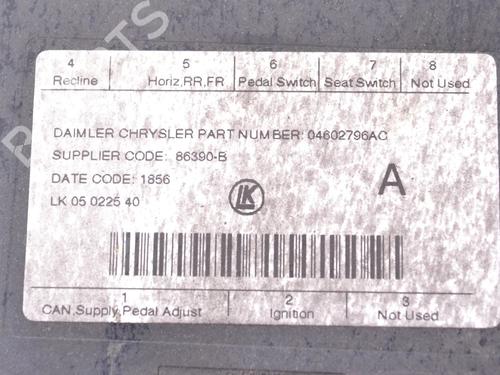 4 5 6 7 8
Recline Horiz,RR,FR Pedal Switch Seat Switch Not Used
DAIMLER CHRYSLER PART NUMBER: 04602796AC
SUPPLIER CODE: 86390-B
DATE CODE: 1856
LK 05 0225 40
LK
A
1 2 3
CAN,Supply,Pedal Adjust Ignition Not Used